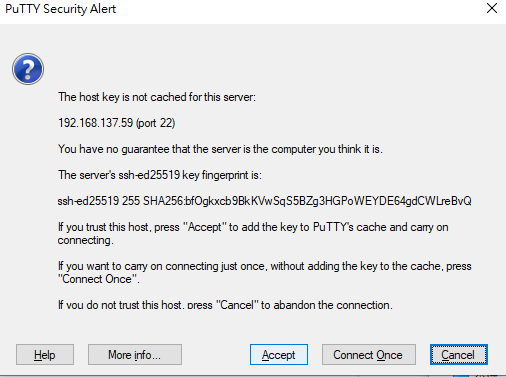 PuTTY Security Alert
The host key is not cached for this server:
192.168.137.59 (port 22)
You have no guarantee that the server is the computer you think it is.
The server's ssh-ed25519 key fingerprint is:
ssh-ed25519 255 SHA256:bfOgkxcb9BkKVwSqS5BZg3HGPoWEYDE64gdCWLreBvQ
If you trust this host, press "Accept" to add the key to PuTTY's cache and carry on
connecting.
If you want to carry on connecting just once, without adding the key to the cache, press
"Connect Once".
If you do not trust this host, press "Cancel" to abandon the connection.
Help
More info...
Accept
Connect Once
Cancel